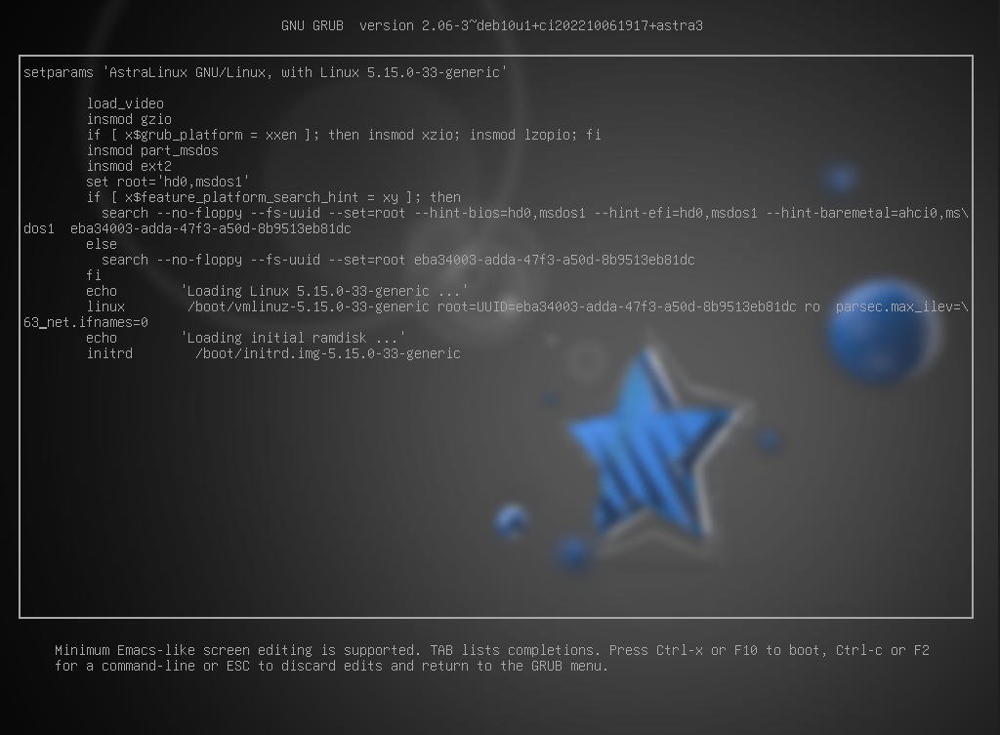 GNU GRUB  version 2.06-3~deb10u1+ci202210061917+astra3
setparams 'AstraLinux GNU/Linux, with Linux 5.15.0-33-generic'
load_video
insmod gzio
if [ x$grub_platform = xxen ]; then insmod xzio; insmod lzopio; fi
insmod part_msdos
insmod ext2
set root='hd0,msdos1'
if [ x$feature_platform_search_hint = xy ]; then
search --no-floppy --fs-uuid --set=root --hint-bios=hd0,msdos1 --hint-efi=hd0,msdos1 --hint-baremetal=ahci0,ms\
dos1  eba34003-adda-47f3-a50d-8b9513eb81dc
else
search --no-floppy --fs-uuid --set=root eba34003-adda-47f3-a50d-8b9513eb81dc
fi
echo        'Loading Linux 5.15.0-33-generic ...'
linux        /boot/vmlinuz-5.15.0-33-generic root=UUID=eba34003-adda-47f3-a50d-8b9513eb81dc ro  parsec.max_ilev=\
63_net.ifnames=0
echo        'Loading initial ramdisk ...'
initrd        /boot/initrd.img-5.15.0-33-generic
Minimum Emacs-like screen editing is supported. TAB lists completions. Press Ctrl-x or F10 to boot, Ctrl-c or F2
for a command-line or ESC to discard edits and return to the GRUB menu.